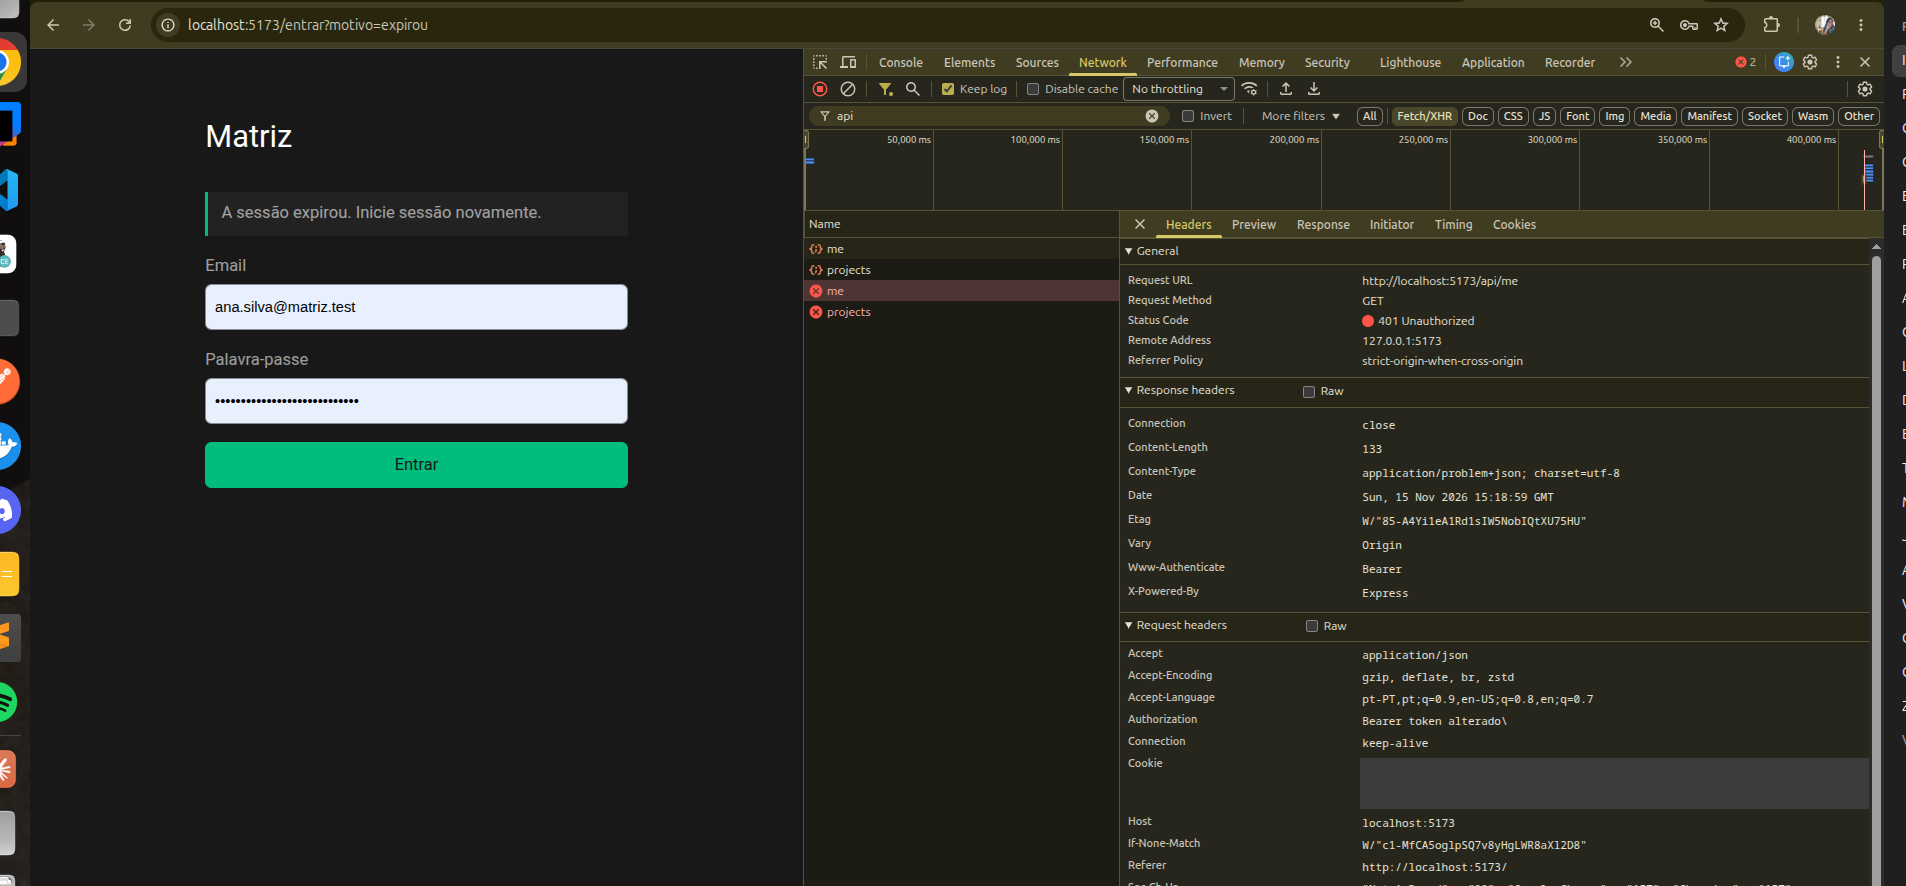 localhost:5173/entrar?motivo=expirou
Console Elements Sources Network Performance Memory Security Lighthouse Application Recorder 2
Keep log Disable cache No throttling
api Invert More filters All Fetch/XHR Doc CSS JS Font Img Media Manifest Socket Wasm Other
50,000 ms 100,000 ms 150,000 ms 200,000 ms 250,000 ms 300,000 ms 350,000 ms 400,000 ms
Matriz
A sessão expirou. Inicie sessão novamente.
Email
ana.silva@matriz.test
Palavra-passe
••••••••••••••••••••••••••••
Entrar
Name
me
projects
me
projects
Headers Preview Response Initiator Timing Cookies
General
Request URL http://localhost:5173/api/me
Request Method GET
Status Code 401 Unauthorized
Remote Address 127.0.0.1:5173
Referrer Policy strict-origin-when-cross-origin
Response headers Raw
Connection close
Content-Length 133
Content-Type application/problem+json; charset=utf-8
Date Sun, 15 Nov 2026 15:18:59 GMT
Etag W/"85-A4Yi1eA1Rd1sIW5NobIQtXU75HU"
Vary Origin
Www-Authenticate Bearer
X-Powered-By Express
Request headers Raw
Accept application/json
Accept-Encoding gzip, deflate, br, zstd
Accept-Language pt-PT,pt;q=0.9,en-US;q=0.8,en;q=0.7
Authorization Bearer token alterado\
Connection keep-alive
Cookie
Host localhost:5173
If-None-Match W/"c1-MfCA5oglpSQ7v8yHgLWR8aX12D8"
Referer http://localhost:5173/